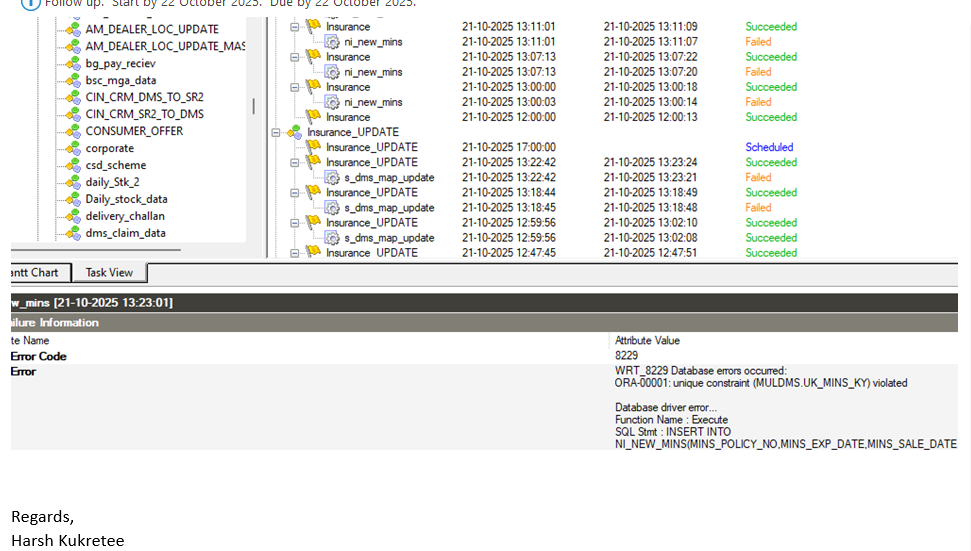 Follow up. Start by 22 October 2025. Due by 22 October 2025.
AM_DEALER_LOC_UPDATE
AM_DEALER_LOC_UPDATE_MAS
bg_pay_reciev
bsc_mga_data
CIN_CRM_DMS_TO_SR2
CIN_CRM_SR2_TO_DMS
CONSUMER_OFFER
corporate
csd_scheme
daily_Stk_2
Daily_stock_data
delivery_challan
dms_claim_data
Insurance 21-10-2025 13:11:01 21-10-2025 13:11:09 Succeeded
ni_new_mins 21-10-2025 13:11:01 21-10-2025 13:11:07 Failed
Insurance 21-10-2025 13:07:13 21-10-2025 13:07:22 Succeeded
ni_new_mins 21-10-2025 13:07:13 21-10-2025 13:07:20 Failed
Insurance 21-10-2025 13:00:00 21-10-2025 13:00:18 Succeeded
ni_new_mins 21-10-2025 13:00:03 21-10-2025 13:00:14 Failed
Insurance 21-10-2025 12:00:00 21-10-2025 12:00:13 Succeeded
Insurance_UPDATE
Insurance_UPDATE 21-10-2025 17:00:00 Scheduled
Insurance_UPDATE 21-10-2025 13:22:42 21-10-2025 13:23:24 Succeeded
s_dms_map_update 21-10-2025 13:22:42 21-10-2025 13:23:21 Failed
Insurance_UPDATE 21-10-2025 13:18:44 21-10-2025 13:18:49 Succeeded
s_dms_map_update 21-10-2025 13:18:45 21-10-2025 13:18:48 Failed
Insurance_UPDATE 21-10-2025 12:59:56 21-10-2025 13:02:10 Succeeded
s_dms_map_update 21-10-2025 12:59:56 21-10-2025 13:02:08 Succeeded
Insurance_UPDATE 21-10-2025 12:47:45 21-10-2025 12:47:51 Succeeded
antt Chart Task View
w_mins [21-10-2025 13:23:01]
ilure Information
te Name Attribute Value
Error Code 8229
Error WRT_8229 Database errors occurred:
ORA-00001: unique constraint (MULDMS.UK_MINS_KY) violated
Database driver error...
Function Name : Execute
SQL Stmt : INSERT INTO
NI_NEW_MINS(MINS_POLICY_NO,MINS_EXP_DATE,MINS_SALE_DATE
Regards,
Harsh Kukretee